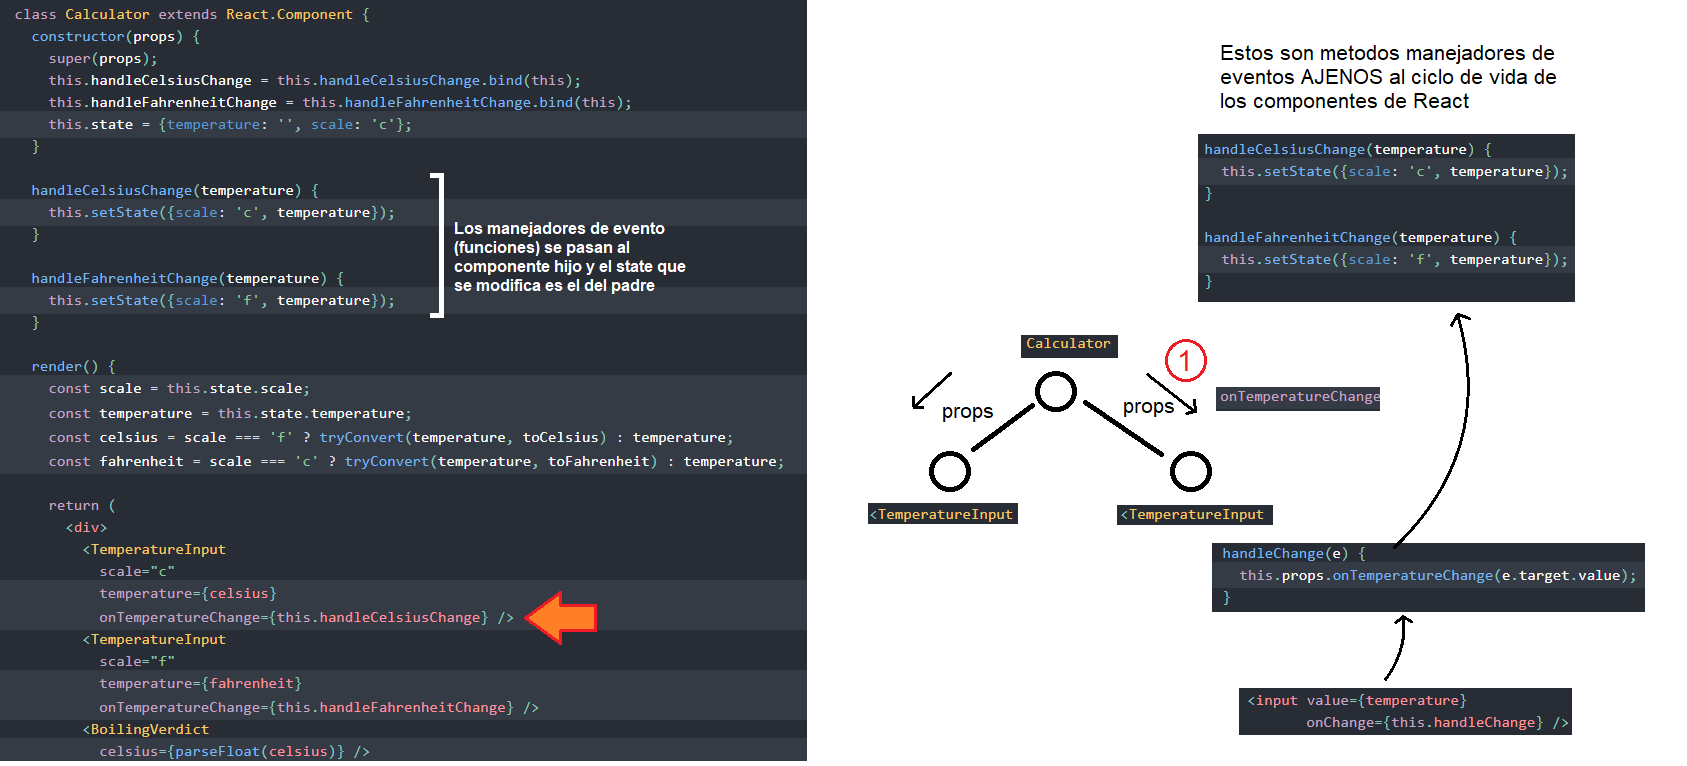 class Calculator extends React.Component {
  constructor(props) {
    super(props);
    this.handleCelsiusChange = this.handleCelsiusChange.bind(this);
    this.handleFahrenheitChange = this.handleFahrenheitChange.bind(this);
    this.state = {temperature: '', scale: 'c'};
  }
  handleCelsiusChange(temperature) {
    this.setState({scale: 'c', temperature});
  }
  handleFahrenheitChange(temperature) {
    this.setState({scale: 'f', temperature});
  }
Los manejadores de evento
(funciones) se pasan al
componente hijo y el state que
se modifica es el del padre
  render() {
    const scale = this.state.scale;
    const temperature = this.state.temperature;
    const celsius = scale === 'f' ? tryConvert(temperature, toCelsius) : temperature;
    const fahrenheit = scale === 'c' ? tryConvert(temperature, toFahrenheit) : temperature;
    return (
      <div>
        <TemperatureInput
          scale="c"
          temperature={celsius}
          onTemperatureChange={this.handleCelsiusChange} />
        <TemperatureInput
          scale="f"
          temperature={fahrenheit}
          onTemperatureChange={this.handleFahrenheitChange} />
        <BoilingVerdict
          celsius={parseFloat(celsius)} />
Estos son metodos manejadores de
eventos AJENOS al ciclo de vida de
los componentes de React
handleCelsiusChange(temperature) {
  this.setState({scale: 'c', temperature});
}
handleFahrenheitChange(temperature) {
  this.setState({scale: 'f', temperature});
}
Calculator
1
props
props
onTemperatureChange
<TemperatureInput
<TemperatureInput
handleChange(e) {
  this.props.onTemperatureChange(e.target.value);
}
<input value={temperature}
       onChange={this.handleChange} />